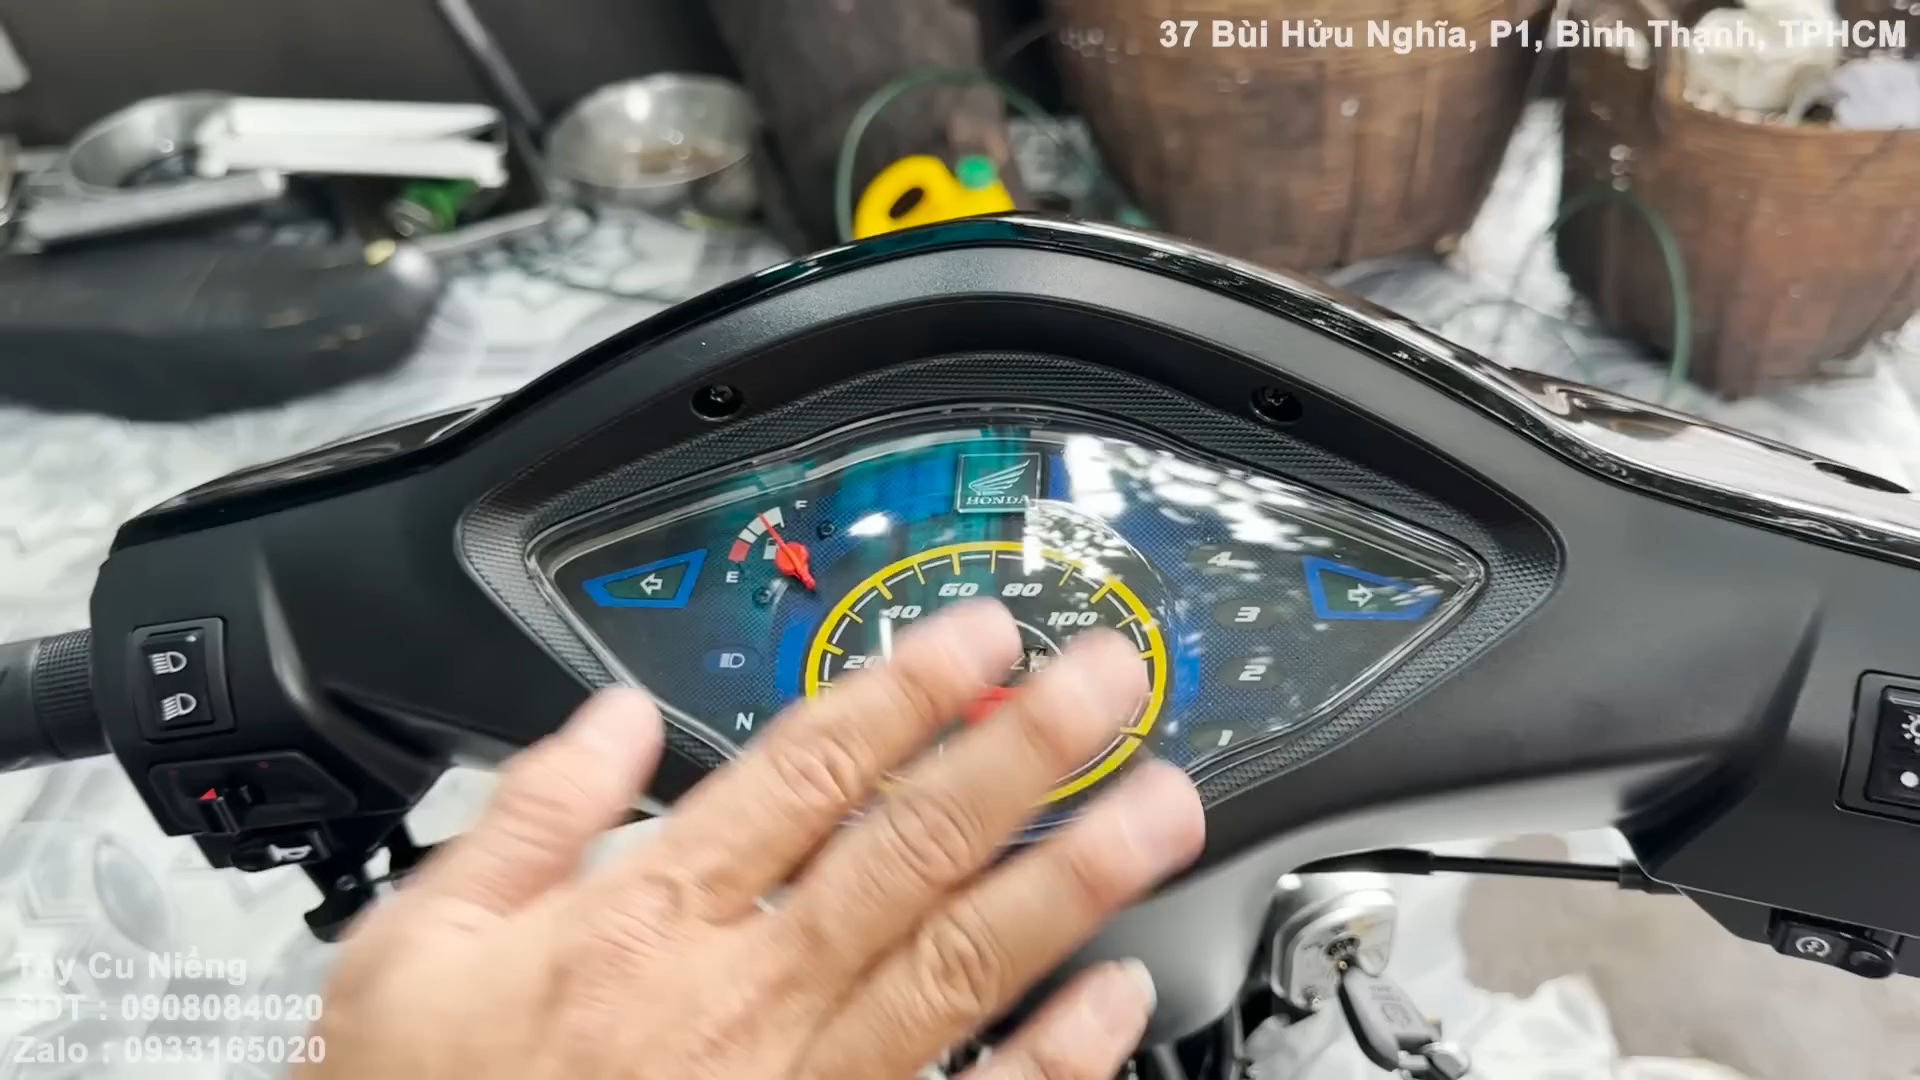 37 Bùi Hửu Nghĩa, P1, Bình Thạnh, TPHCM
HONDA
F
E
20
40
60
80
100
4
3
2
1
N
Tây Cu Niềng
SĐT : 0908084020
Zalo : 0933165020